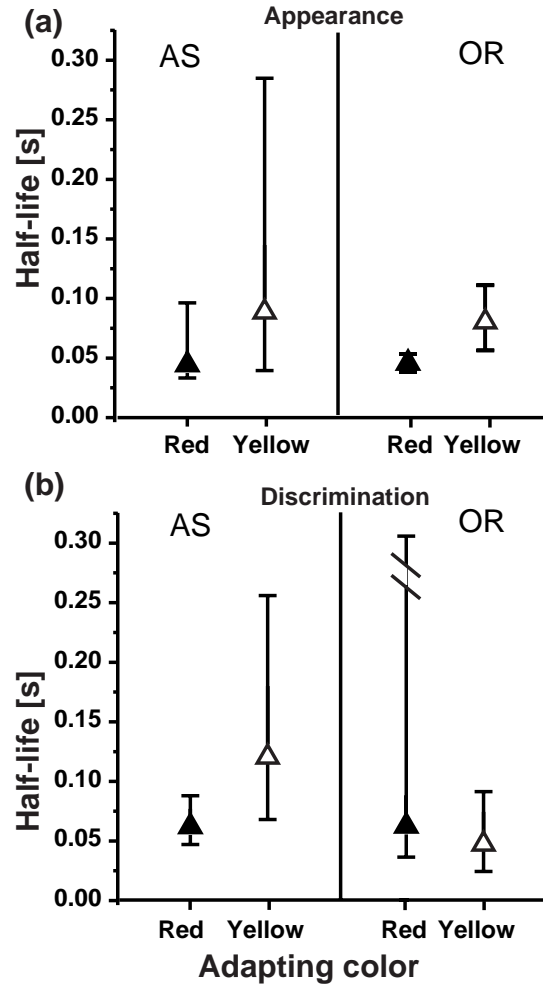 (a)
Appearance
AS
OR
Half-life [s]
0.30
0.25
0.20
0.15
0.10
0.05
0.00
Red Yellow
Red Yellow
(b)
Discrimination
AS
OR
Half-life [s]
0.30
0.25
0.20
0.15
0.10
0.05
0.00
Red Yellow
Red Yellow
Adapting color